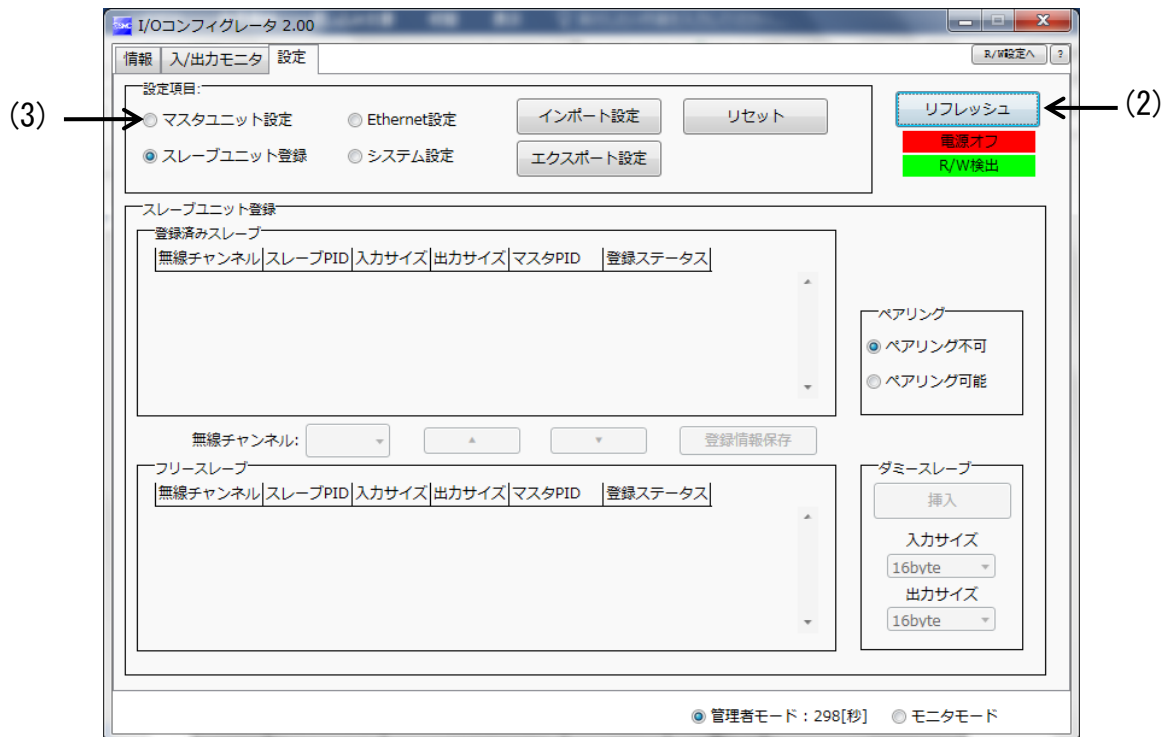 I/Oコンフィグレータ 2.00
情報 入/出力モニタ 設定
R/W設定へ ?
設定項目:
(3)
マスタユニット設定 Ethernet設定 インポート設定 リセット
リフレッシュ
(2)
スレーブユニット登録 システム設定 エクスポート設定
電源オフ
R/W検出
スレーブユニット登録
登録済みスレーブ
無線チャンネル スレーブPID 入力サイズ 出力サイズ マスタPID 登録ステータス
ペアリング
ペアリング不可
ペアリング可能
無線チャンネル: 登録情報保存
フリースレーブ
無線チャンネル スレーブPID 入力サイズ 出力サイズ マスタPID 登録ステータス
ダミースレーブ
挿入
入力サイズ
16byte
出力サイズ
16byte
管理者モード：298[秒] モニタモード